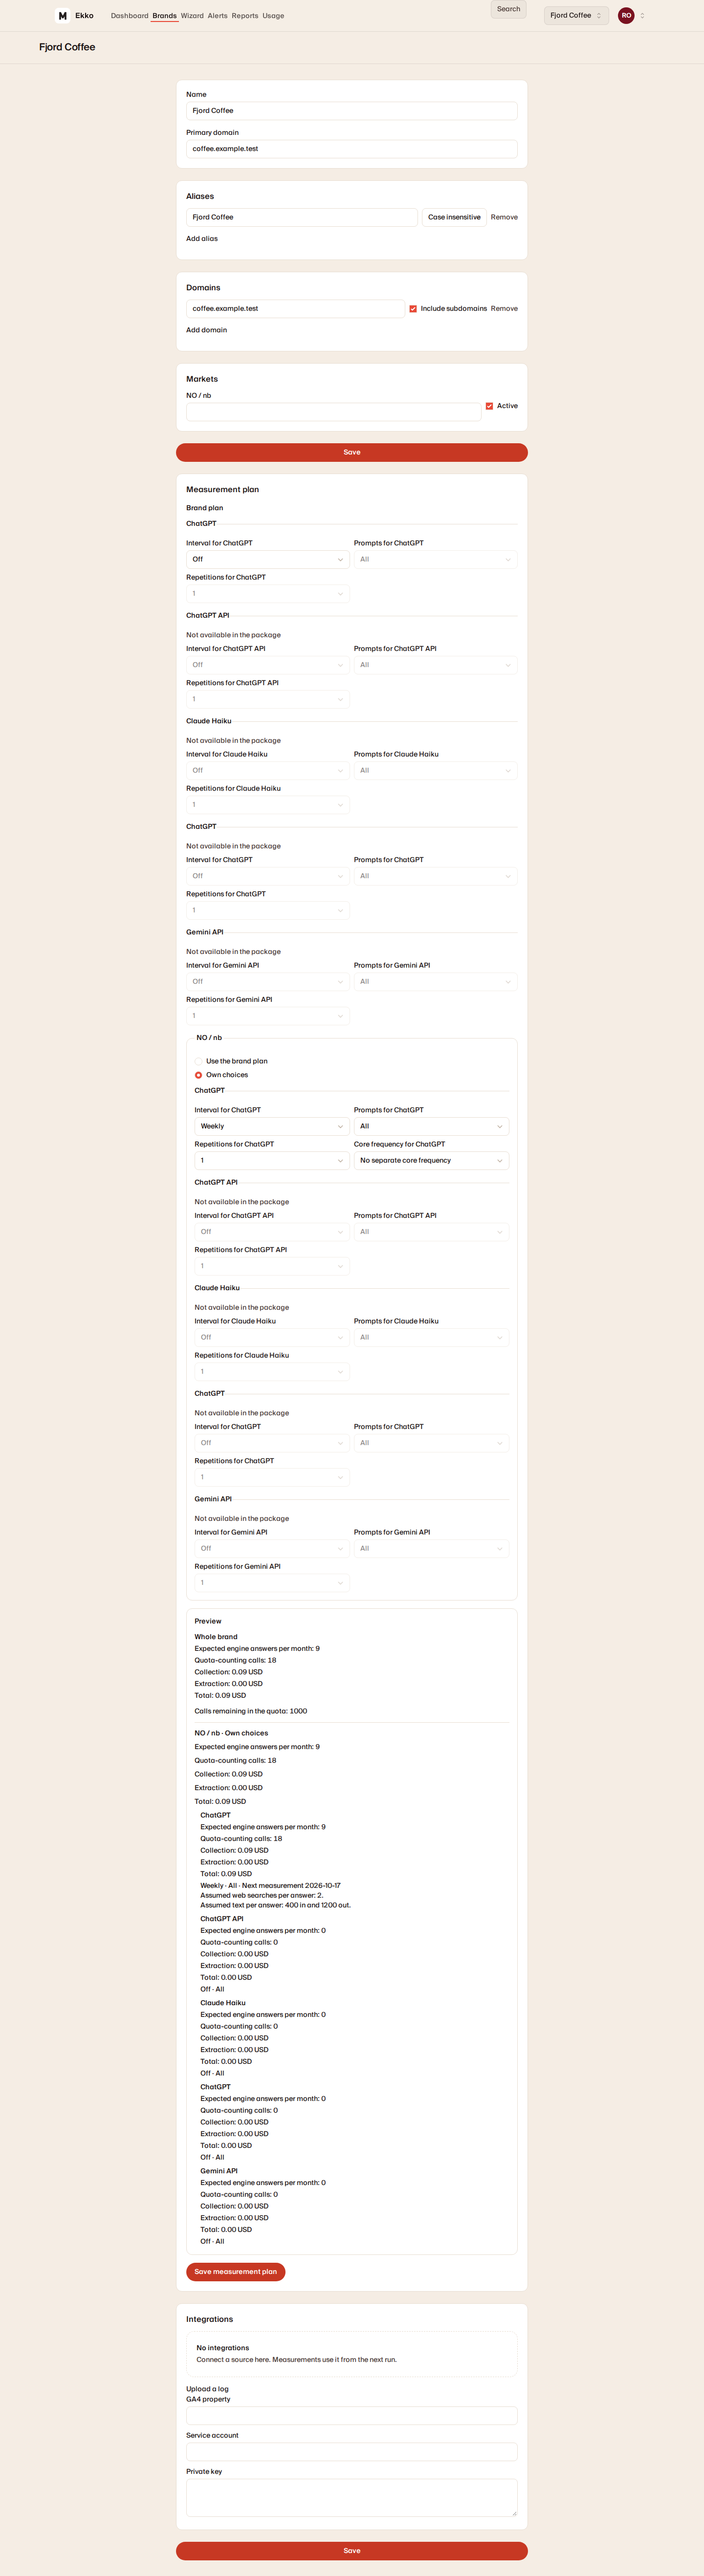 M Ekko Dashboard Brands Wizard Alerts Reports Usage Search Fjord Coffee RO
Fjord Coffee
Name
Fjord Coffee
Primary domain
coffee.example.test
Aliases
Fjord Coffee Case insensitive Remove
Add alias
Domains
coffee.example.test Include subdomains Remove
Add domain
Markets
NO / nb
Active
Save
Measurement plan
Brand plan
ChatGPT
Interval for ChatGPT Prompts for ChatGPT
Off All
Repetitions for ChatGPT
1
ChatGPT API
Not available in the package
Interval for ChatGPT API Prompts for ChatGPT API
Off All
Repetitions for ChatGPT API
1
Claude Haiku
Not available in the package
Interval for Claude Haiku Prompts for Claude Haiku
Off All
Repetitions for Claude Haiku
1
ChatGPT
Not available in the package
Interval for ChatGPT Prompts for ChatGPT
Off All
Repetitions for ChatGPT
1
Gemini API
Not available in the package
Interval for Gemini API Prompts for Gemini API
Off All
Repetitions for Gemini API
1
NO / nb
Use the brand plan
Own choices
ChatGPT
Interval for ChatGPT Prompts for ChatGPT
Weekly All
Repetitions for ChatGPT Core frequency for ChatGPT
1 No separate core frequency
ChatGPT API
Not available in the package
Interval for ChatGPT API Prompts for ChatGPT API
Off All
Repetitions for ChatGPT API
1
Claude Haiku
Not available in the package
Interval for Claude Haiku Prompts for Claude Haiku
Off All
Repetitions for Claude Haiku
1
ChatGPT
Not available in the package
Interval for ChatGPT Prompts for ChatGPT
Off All
Repetitions for ChatGPT
1
Gemini API
Not available in the package
Interval for Gemini API Prompts for Gemini API
Off All
Repetitions for Gemini API
1
Preview
Whole brand
Expected engine answers per month: 9
Quota-counting calls: 18
Collection: 0.09 USD
Extraction: 0.00 USD
Total: 0.09 USD
Calls remaining in the quota: 1000
NO / nb · Own choices
Expected engine answers per month: 9
Quota-counting calls: 18
Collection: 0.09 USD
Extraction: 0.00 USD
Total: 0.09 USD
ChatGPT
Expected engine answers per month: 9
Quota-counting calls: 18
Collection: 0.09 USD
Extraction: 0.00 USD
Total: 0.09 USD
Weekly · All · Next measurement 2026-10-17
Assumed web searches per answer: 2.
Assumed text per answer: 400 in and 1200 out.
ChatGPT API
Expected engine answers per month: 0
Quota-counting calls: 0
Collection: 0.00 USD
Extraction: 0.00 USD
Total: 0.00 USD
Off · All
Claude Haiku
Expected engine answers per month: 0
Quota-counting calls: 0
Collection: 0.00 USD
Extraction: 0.00 USD
Total: 0.00 USD
Off · All
ChatGPT
Expected engine answers per month: 0
Quota-counting calls: 0
Collection: 0.00 USD
Extraction: 0.00 USD
Total: 0.00 USD
Off · All
Gemini API
Expected engine answers per month: 0
Quota-counting calls: 0
Collection: 0.00 USD
Extraction: 0.00 USD
Total: 0.00 USD
Off · All
Save measurement plan
Integrations
No integrations
Connect a source here. Measurements use it from the next run.
Upload a log
GA4 property
Service account
Private key
Save